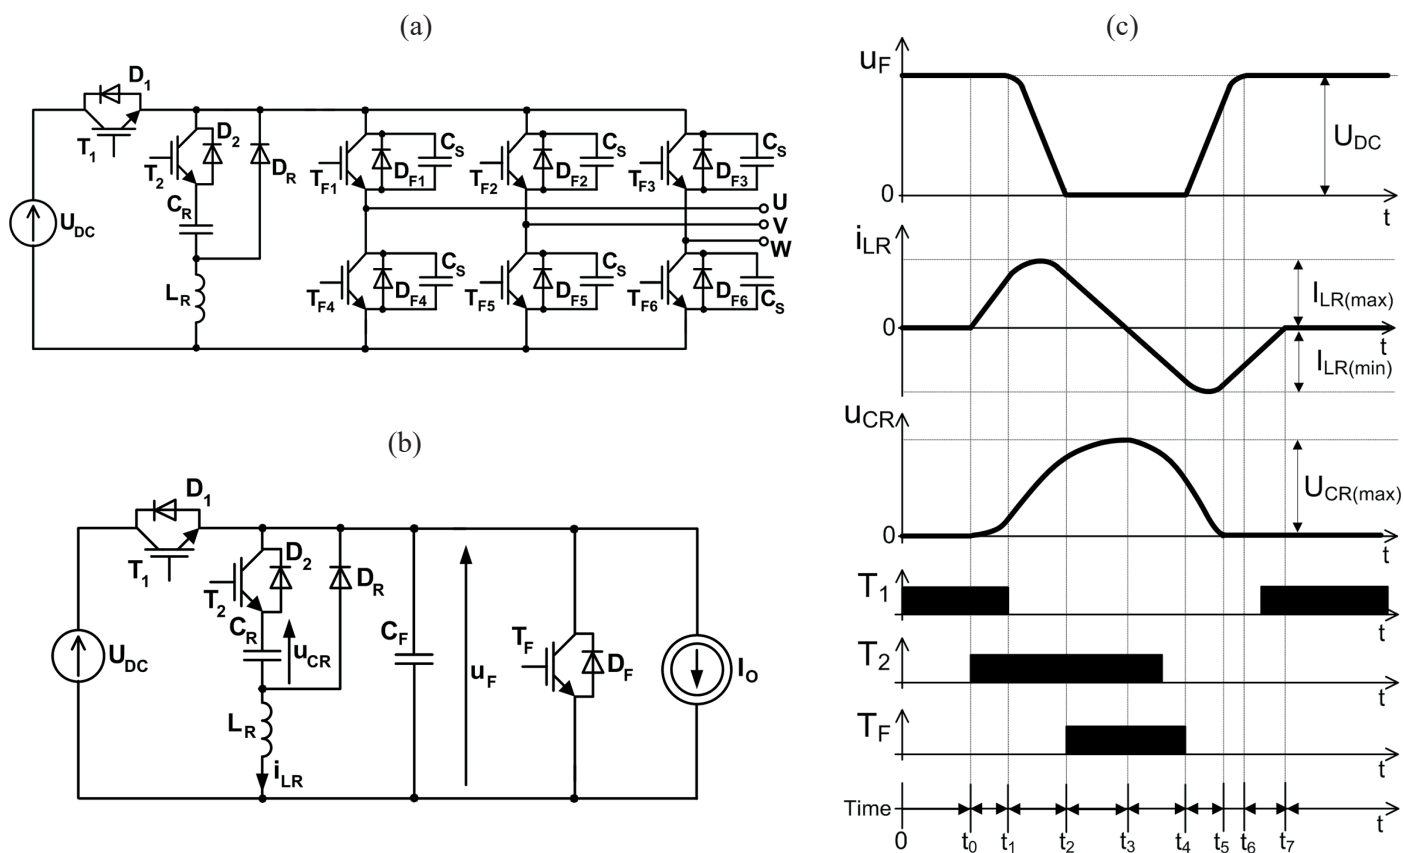 (a)
D1
T1
T2
D2
DR
CR
LR
UDC
TF1
DF1
CS
TF2
DF2
CS
TF3
DF3
CS
U
V
W
TF4
DF4
CS
TF5
DF5
CS
TF6
DF6
CS
(b)
D1
T1
T2
D2
DR
CR
uCR
UDC
LR
iLR
CF
uF
TF
DF
IO
(c)
uF
UDC
0
t
iLR
ILR(max)
0
t
ILR(min)
uCR
UCR(max)
0
t
T1
t
T2
t
TF
t
Time
t
0 t0 t1 t2 t3 t4 t5 t6 t7